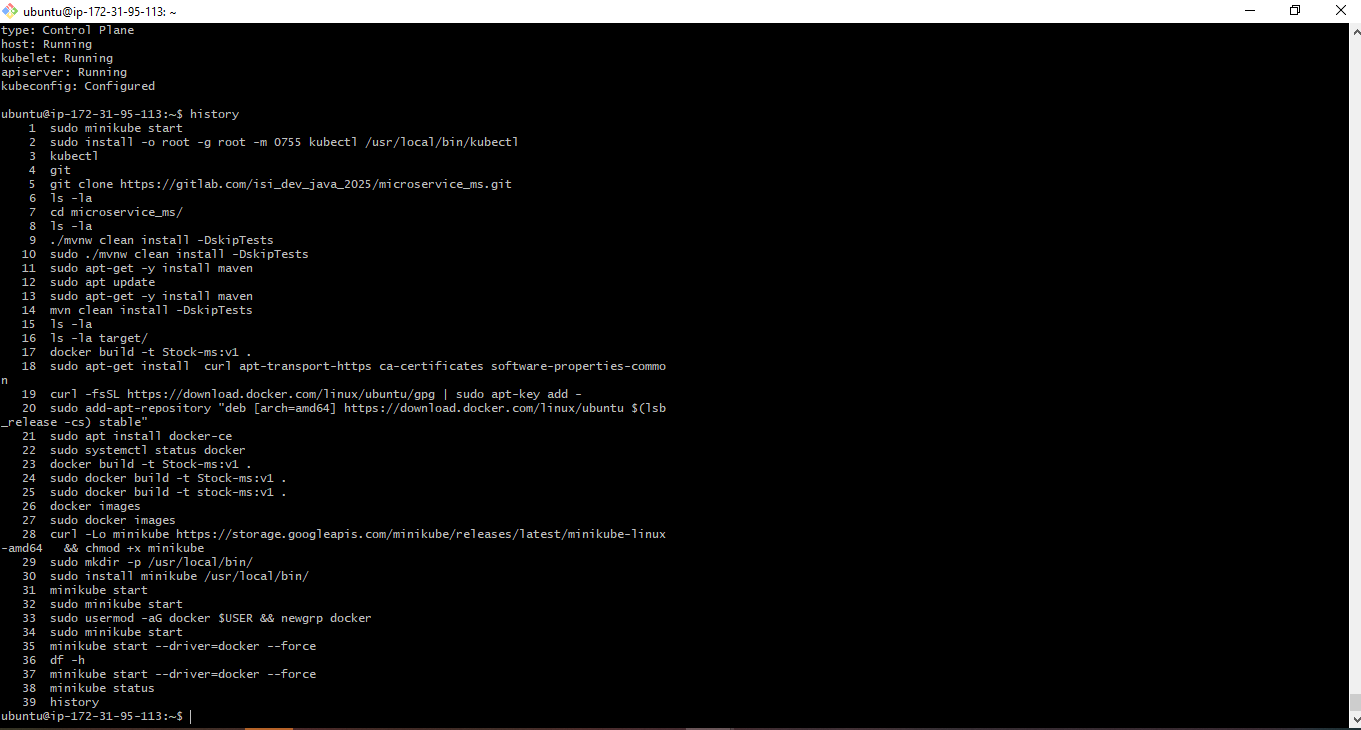 ubuntu@ip-172-31-95-113: ~
type: Control Plane
host: Running
kubelet: Running
apiserver: Running
kubeconfig: Configured
ubuntu@ip-172-31-95-113:~$ history
1  sudo minikube start
2  sudo install -o root -g root -m 0755 kubectl /usr/local/bin/kubectl
3  kubectl
4  git
5  git clone https://gitlab.com/isi_dev_java_2025/microservice_ms.git
6  ls -la
7  cd microservice_ms/
8  ls -la
9  ./mvnw clean install -DskipTests
10  sudo ./mvnw clean install -DskipTests
11  sudo apt-get -y install maven
12  sudo apt update
13  sudo apt-get -y install maven
14  mvn clean install -DskipTests
15  ls -la
16  ls -la target/
17  docker build -t Stock-ms:v1 .
18  sudo apt-get install  curl apt-transport-https ca-certificates software-properties-commo
n
19  curl -fsSL https://download.docker.com/linux/ubuntu/gpg | sudo apt-key add -
20  sudo add-apt-repository "deb [arch=amd64] https://download.docker.com/linux/ubuntu $(lsb
_release -cs) stable"
21  sudo apt install docker-ce
22  sudo systemctl status docker
23  docker build -t Stock-ms:v1 .
24  sudo docker build -t Stock-ms:v1 .
25  sudo docker build -t stock-ms:v1 .
26  docker images
27  sudo docker images
28  curl -Lo minikube https://storage.googleapis.com/minikube/releases/latest/minikube-linux
-amd64   && chmod +x minikube
29  sudo mkdir -p /usr/local/bin/
30  sudo install minikube /usr/local/bin/
31  minikube start
32  sudo minikube start
33  sudo usermod -aG docker $USER && newgrp docker
34  sudo minikube start
35  minikube start --driver=docker --force
36  df -h
37  minikube start --driver=docker --force
38  minikube status
39  history
ubuntu@ip-172-31-95-113:~$